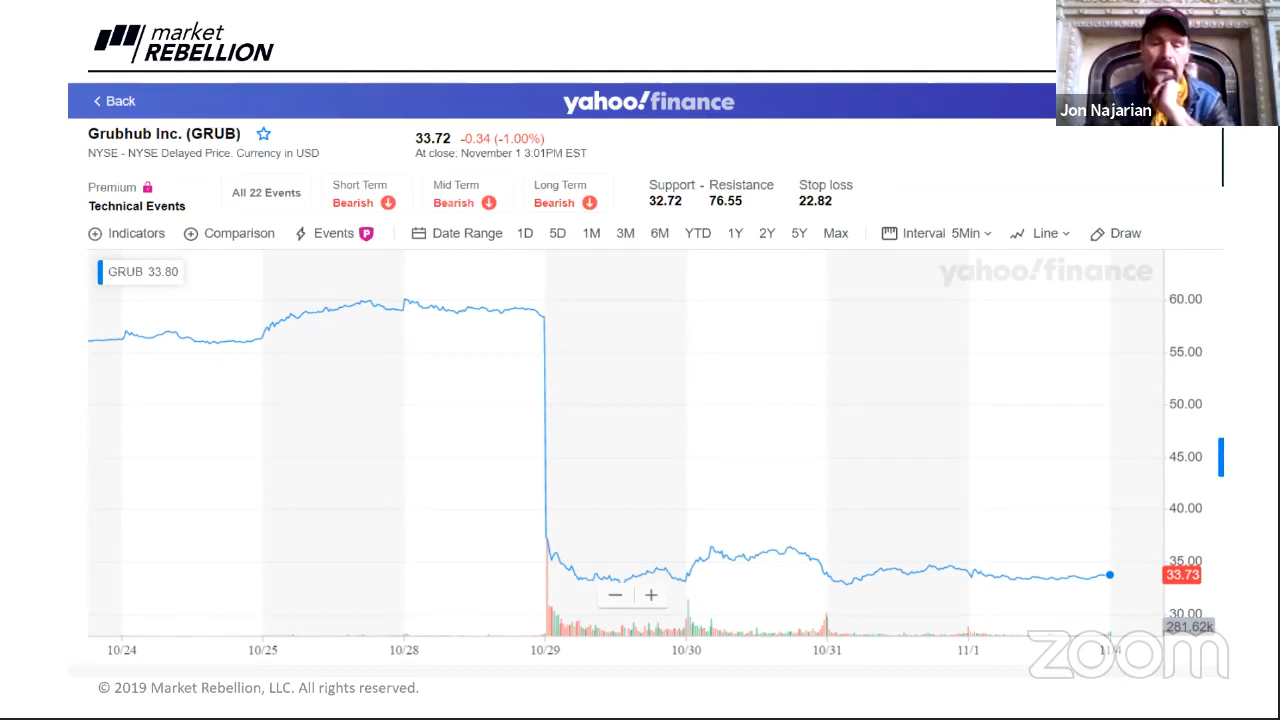 market
REBELLION
Jon Najarian
Back
yahoo!finance
Grubhub Inc. (GRUB)
33.72 -0.34 (-1.00%)
NYSE - NYSE Delayed Price. Currency in USD
At close: November 1 3:01PM EST
Premium
Technical Events
All 22 Events
Short Term
Bearish
Mid Term
Bearish
Long Term
Bearish
Support - Resistance
32.72 76.55
Stop loss
22.82
Indicators Comparison Events P Date Range 1D 5D 1M 3M 6M YTD 1Y 2Y 5Y Max Interval 5Min Line Draw
GRUB 33.80
yahoo!finance
60.00
55.00
50.00
45.00
40.00
35.00
33.73
30.00
281.62k
10/24 10/25 10/28 10/29 10/30 10/31 11/1 11/4
zoom
© 2019 Market Rebellion, LLC. All rights reserved.